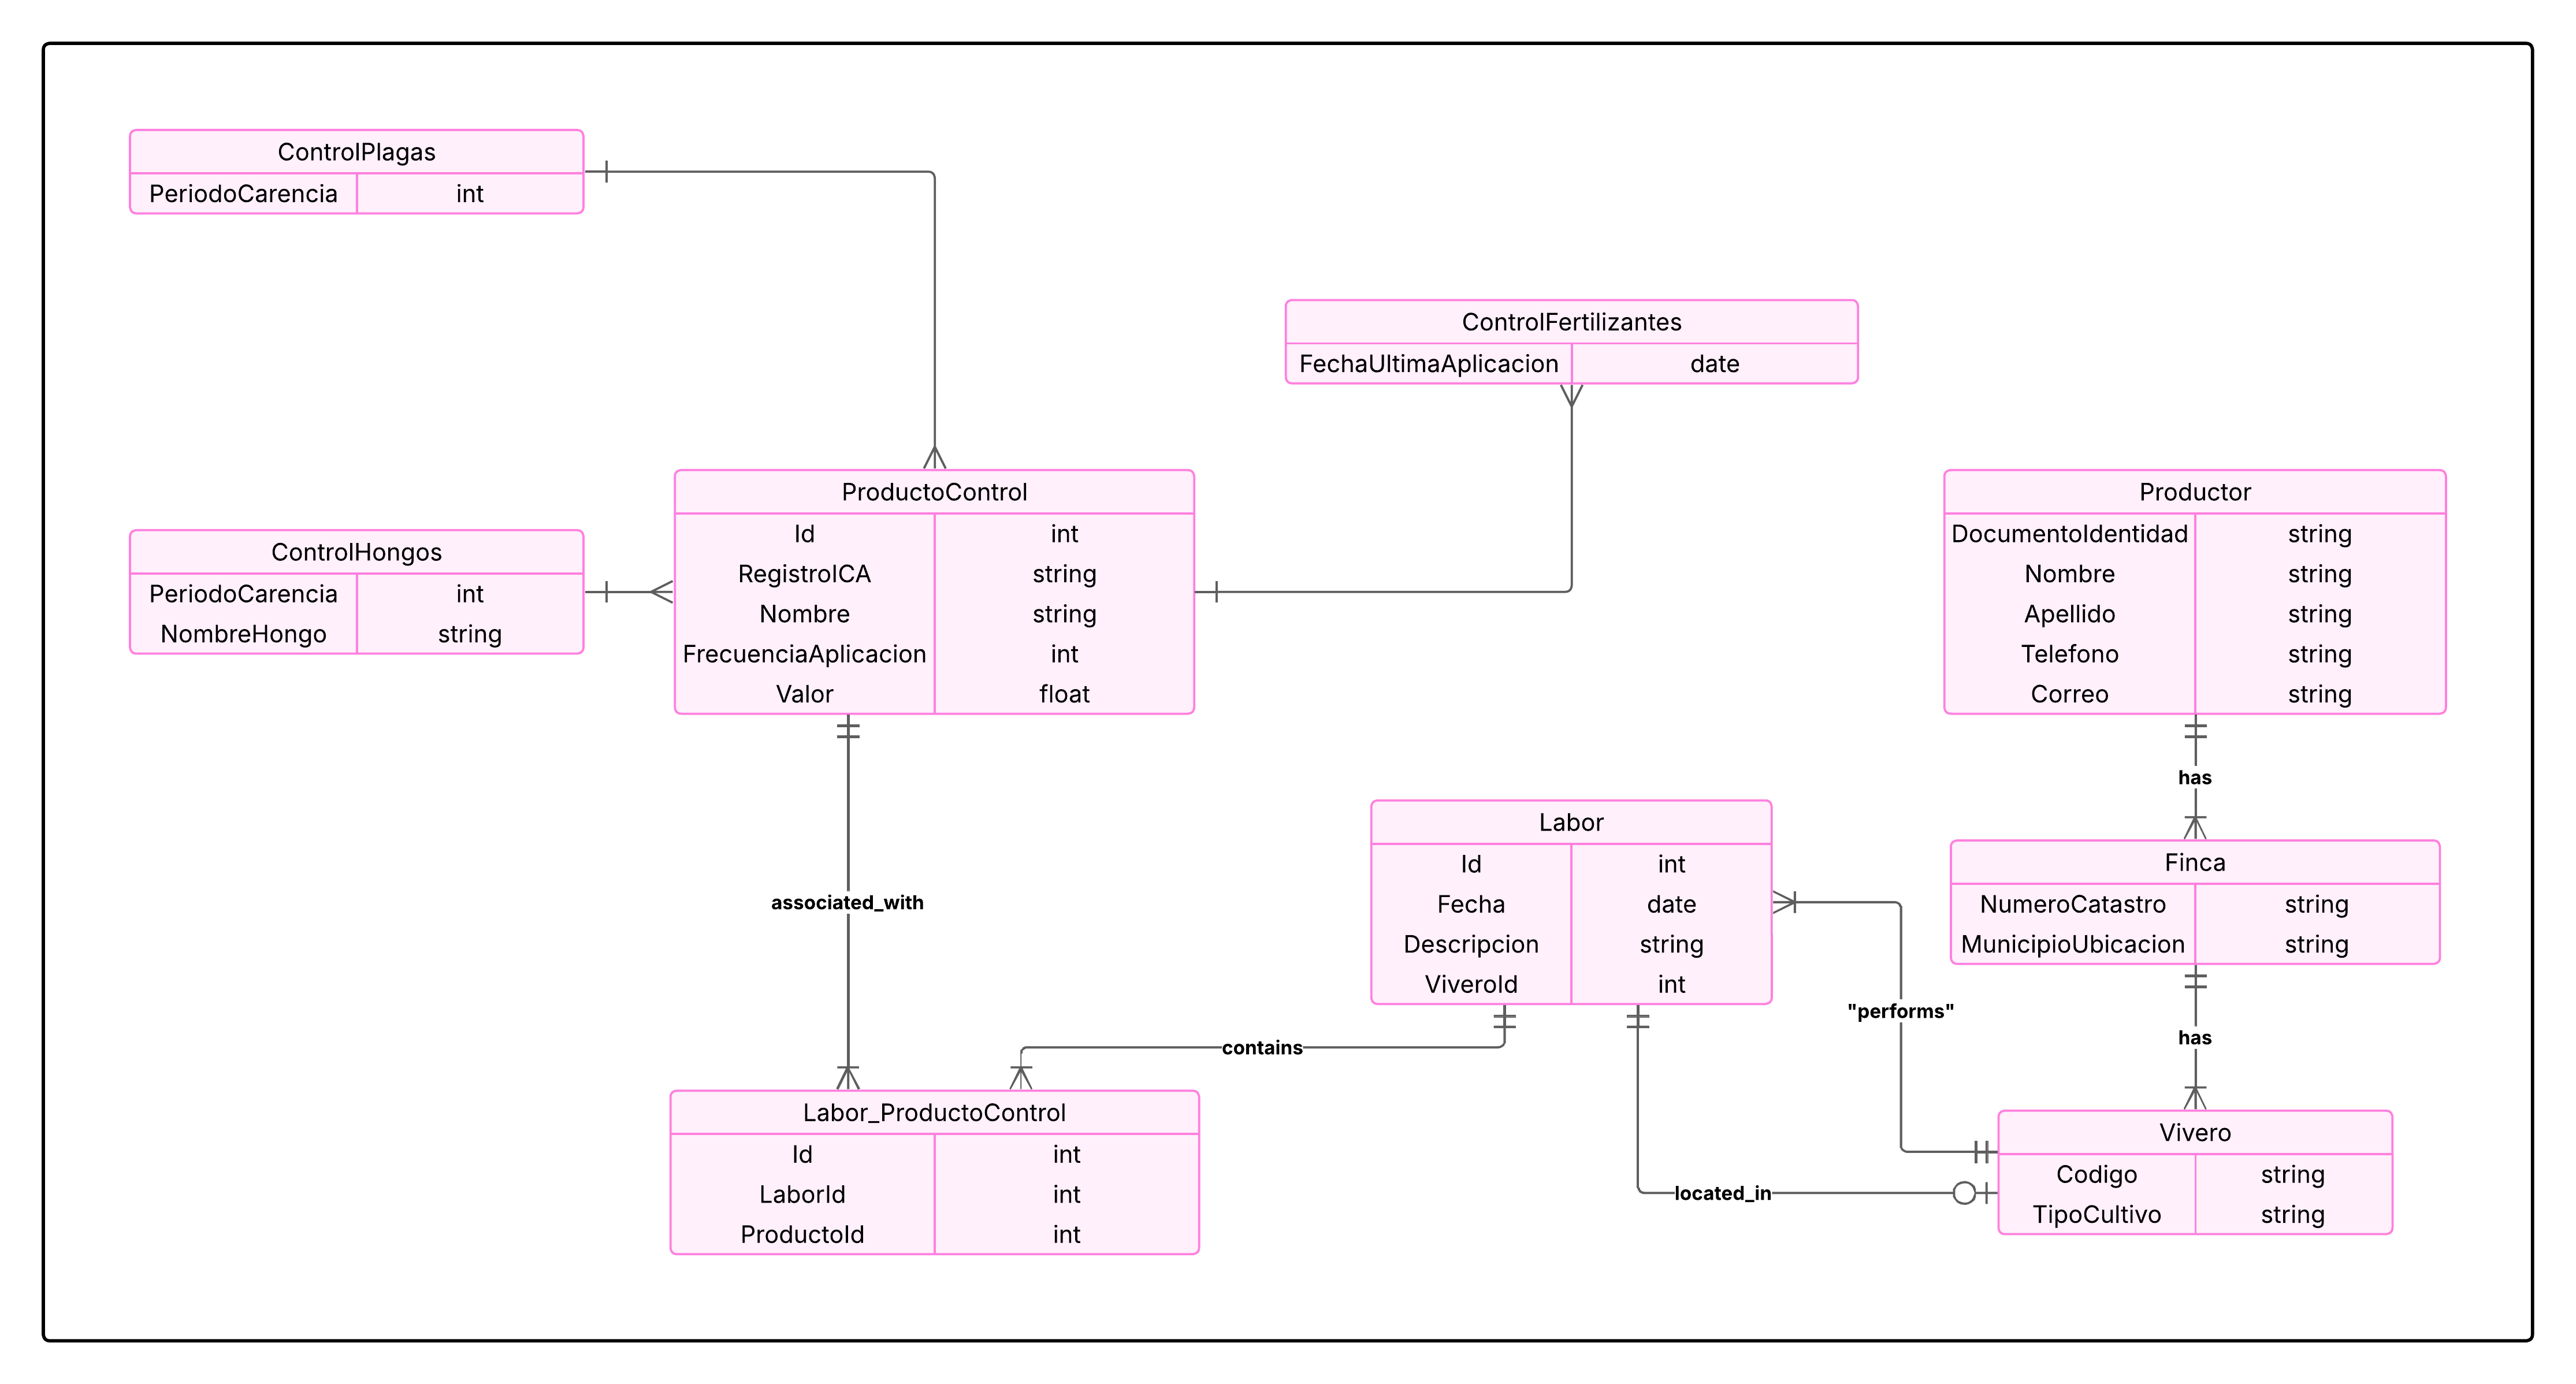 ControlPlagas
PeriodoCarencia int
ControlFertilizantes
FechaUltimaAplicacion date
ControlHongos
PeriodoCarencia int
NombreHongo string
ProductoControl
Id int
RegistroICA string
Nombre string
FrecuenciaAplicacion int
Valor float
Productor
DocumentoIdentidad string
Nombre string
Apellido string
Telefono string
Correo string
has
associated_with
Labor
Id int
Fecha date
Descripcion string
ViveroId int
Finca
NumeroCatastro string
MunicipioUbicacion string
"performs"
has
contains
located_in
Labor_ProductoControl
Id int
LaborId int
ProductoId int
Vivero
Codigo string
TipoCultivo string